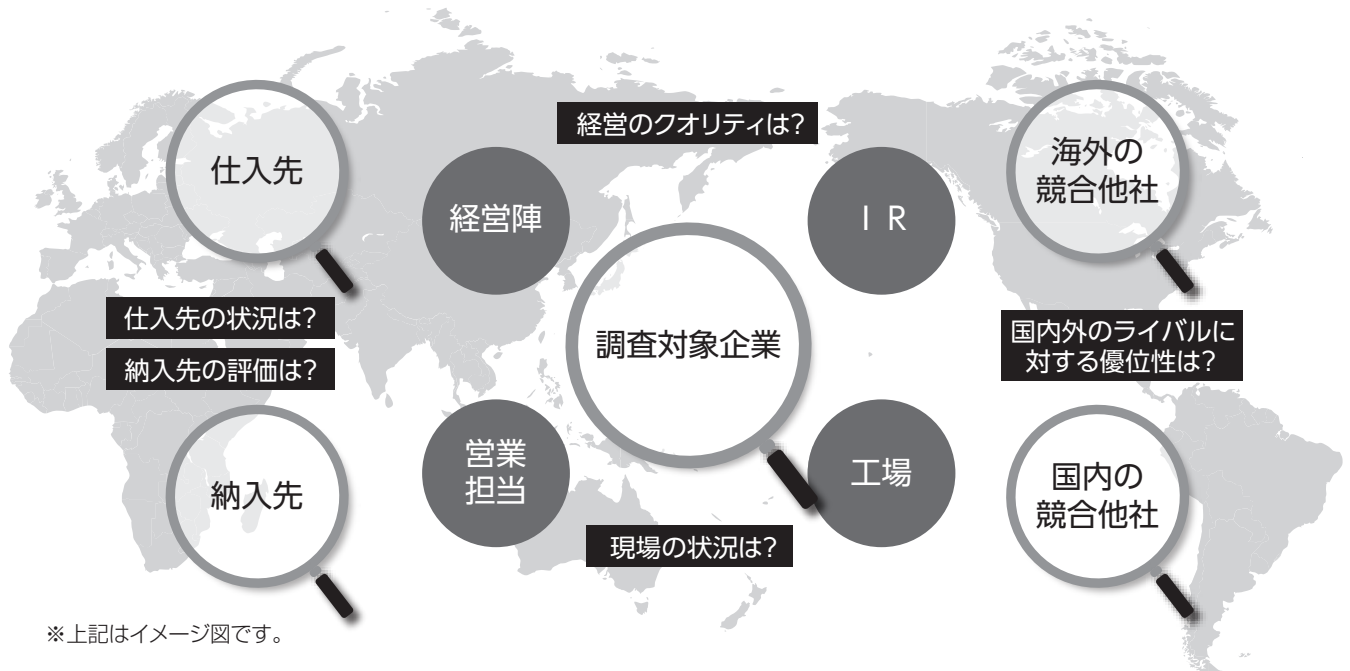 経営のクオリティは?
仕入先
経営陣
I R
海外の
競合他社
仕入先の状況は?
納入先の評価は?
調査対象企業
国内外のライバルに
対する優位性は?
納入先
営業
担当
工場
国内の
競合他社
現場の状況は?
※上記はイメージ図です。